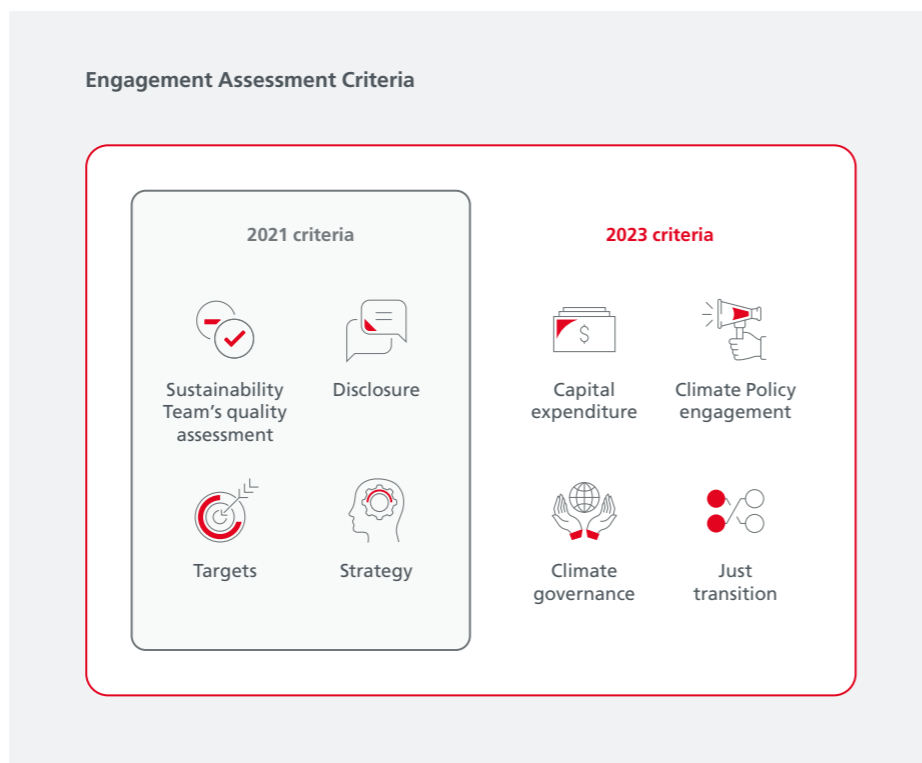 Engagement Assessment Criteria
2021 criteria
Sustainability
Team’s quality
assessment
Disclosure
Targets
Strategy
2023 criteria
$
Capital
expenditure
Climate Policy
engagement
Climate
governance
Just
transition